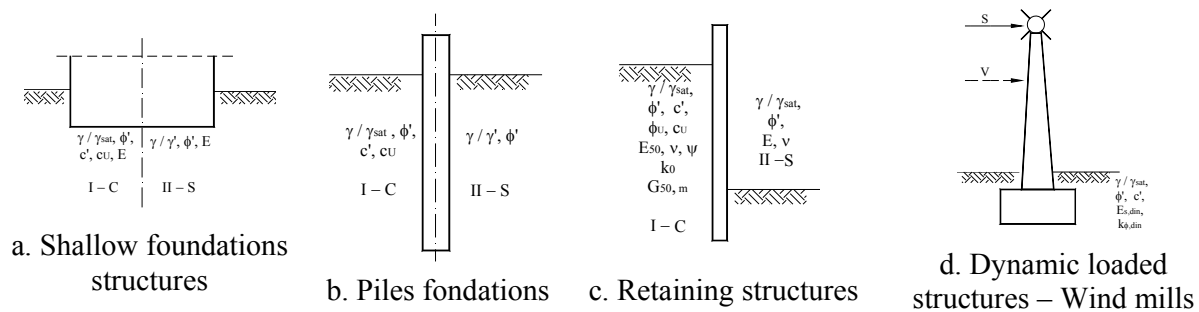 γ / γsat, ϕ',
c', cU, E
I – C
γ / γ', ϕ', E
II – S
a. Shallow foundations
structures
γ / γsat , ϕ',
c', cU
I – C
γ / γ', ϕ'
II – S
b. Piles fondations
γ / γsat,
ϕ', c',
ϕU, cU
E50, ν, ψ
k0
G50, m
I – C
γ / γsat,
ϕ',
E, ν
II –S
c. Retaining structures
S
V
γ / γsat,
ϕ', c',
Es,din,
kϕ,din
d. Dynamic loaded
structures – Wind mills